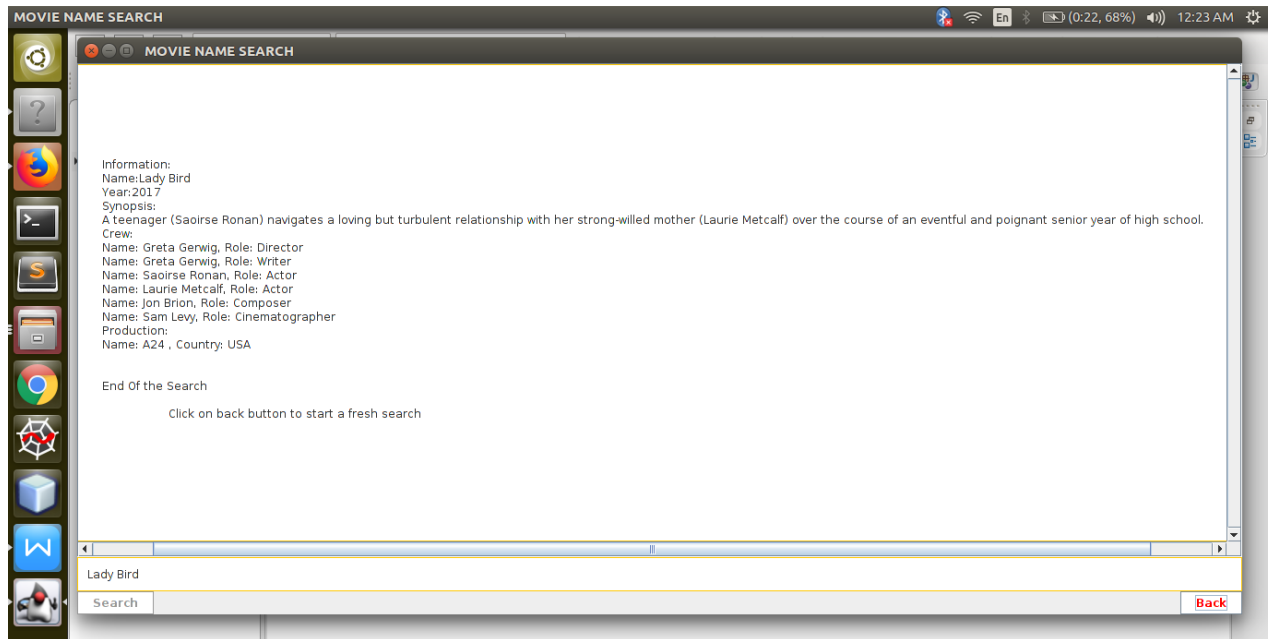 MOVIE NAME SEARCH
En
(0:22, 68%)
12:23 AM
MOVIE NAME SEARCH
Information:
Name:Lady Bird
Year:2017
Synopsis:
A teenager (Saoirse Ronan) navigates a loving but turbulent relationship with her strong-willed mother (Laurie Metcalf) over the course of an eventful and poignant senior year of high school.
Crew:
Name: Greta Gerwig, Role: Director
Name: Greta Gerwig, Role: Writer
Name: Saoirse Ronan, Role: Actor
Name: Laurie Metcalf, Role: Actor
Name: Jon Brion, Role: Composer
Name: Sam Levy, Role: Cinematographer
Production:
Name: A24 , Country: USA
End Of the Search
Click on back button to start a fresh search
Lady Bird
Search
Back